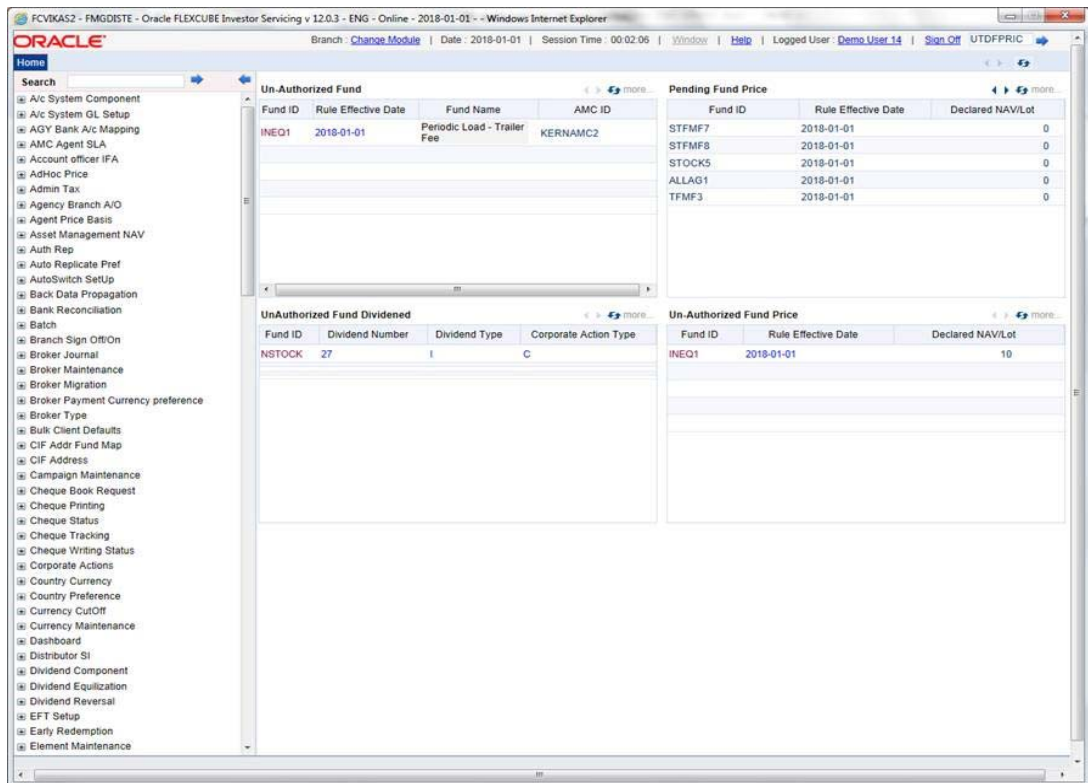 FCVIKAS2 - FMGDISTE - Oracle FLEXCUBE Investor Servicing v 12.0.3 - ENG - Online - 2018-01-01 - - Windows Internet Explorer
ORACLE
Branch : Change Module | Date : 2018-01-01 | Session Time : 00:02:06 | Window | Help | Logged User : Demo User 14 | Sign Off UTDFPRIC
Home
Search
A/c System Component
A/c System GL Setup
AGY Bank A/c Mapping
AMC Agent SLA
Account officer IFA
AdHoc Price
Admin Tax
Agency Branch A/O
Agent Price Basis
Asset Management NAV
Auth Rep
Auto Replicate Pref
AutoSwitch SetUp
Back Data Propagation
Bank Reconciliation
Batch
Branch Sign Off/On
Broker Journal
Broker Maintenance
Broker Migration
Broker Payment Currency preference
Broker Type
Bulk Client Defaults
CIF Addr Fund Map
CIF Address
Campaign Maintenance
Cheque Book Request
Cheque Printing
Cheque Status
Cheque Tracking
Cheque Writing Status
Corporate Actions
Country Currency
Country Preference
Currency CutOff
Currency Maintenance
Dashboard
Distributor SI
Dividend Component
Dividend Equilization
Dividend Reversal
EFT Setup
Early Redemption
Element Maintenance
Un-Authorized Fund more...
Fund ID Rule Effective Date Fund Name AMC ID
INEQ1 2018-01-01 Periodic Load - Trailer Fee KERNAMC2
Pending Fund Price more...
Fund ID Rule Effective Date Declared NAV/Lot
STFMF7 2018-01-01 0
STFMF8 2018-01-01 0
STOCK5 2018-01-01 0
ALLAG1 2018-01-01 0
TFMF3 2018-01-01 0
UnAuthorized Fund Dividened more...
Fund ID Dividend Number Dividend Type Corporate Action Type
NSTOCK 27 I C
Un-Authorized Fund Price more...
Fund ID Rule Effective Date Declared NAV/Lot
INEQ1 2018-01-01 10